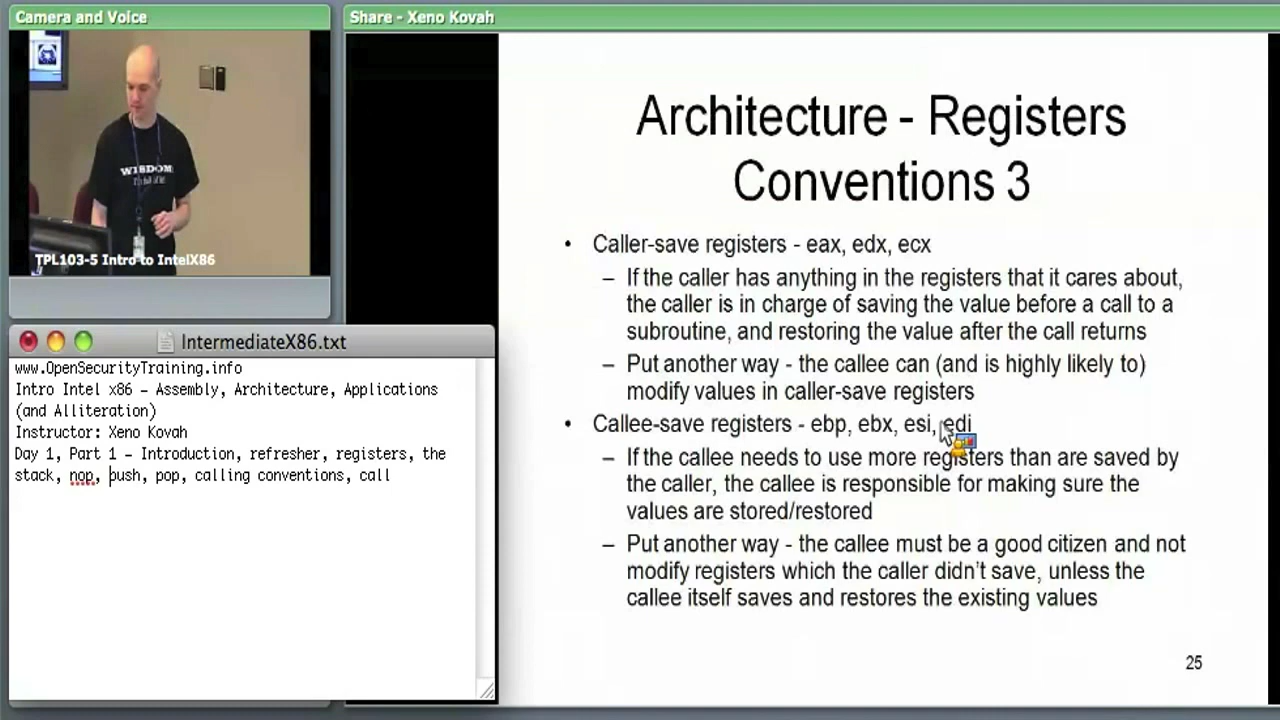 Camera and Voice
WISDOM
TPL103-5 Intro to IntelX86
IntermediateX86.txt
www.OpenSecurityTraining.info
Intro Intel x86 – Assembly, Architecture, Applications
(and Alliteration)
Instructor: Xeno Kovah
Day 1, Part 1 – Introduction, refresher, registers, the
stack, nop, push, pop, calling conventions, call
Share - Xeno Kovah
Architecture - Registers
Conventions 3
• Caller-save registers - eax, edx, ecx
– If the caller has anything in the registers that it cares about,
the caller is in charge of saving the value before a call to a
subroutine, and restoring the value after the call returns
– Put another way - the callee can (and is highly likely to)
modify values in caller-save registers
• Callee-save registers - ebp, ebx, esi, edi
– If the callee needs to use more registers than are saved by
the caller, the callee is responsible for making sure the
values are stored/restored
– Put another way - the callee must be a good citizen and not
modify registers which the caller didn't save, unless the
callee itself saves and restores the existing values
25